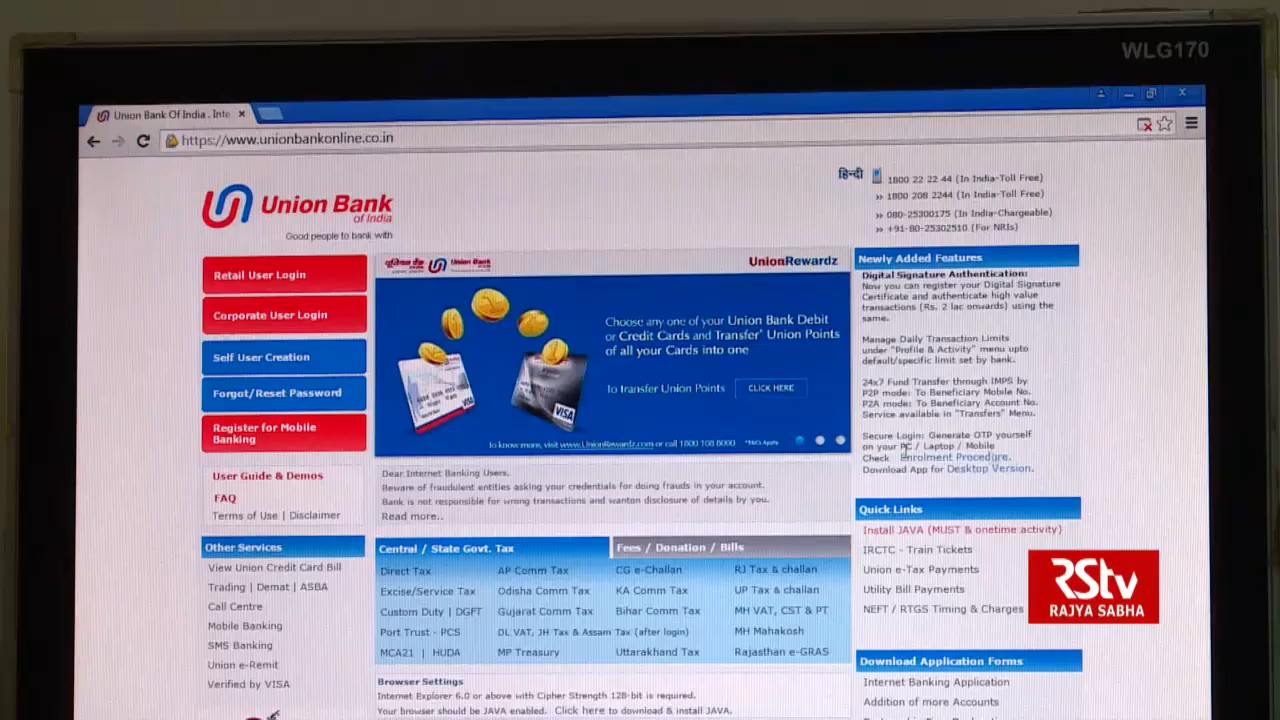 WLG170
Union Bank Of India . Inte
https://www.unionbankonline.co.in
हिन्दी
1800 22 22 44 (In India-Toll Free)
»» 1800 208 2244 (In India-Toll Free)
»» 080-25300175 (In India-Chargeable)
»» +91-80-25302510 (For NRIs)
Union Bank
of India
Good people to bank with
Retail User Login
Corporate User Login
Self User Creation
Forgot/Reset Password
Register for Mobile
Banking
User Guide & Demos
FAQ
Terms of Use | Disclaimer
Other Services
View Union Credit Card Bill
Trading | Demat | ASBA
Call Centre
Mobile Banking
SMS Banking
Union e-Remit
Verified by VISA
Union Bank
UnionRewardz
Choose any one of your Union Bank Debit
or Credit Cards and Transfer* Union Points
of all your Cards into one
To transfer Union Points
CLICK HERE
VISA
To know more, visit www.UnionRewardz.com or call 1800 108 8000 *T&Cs Apply
Dear Internet Banking Users,
Beware of fraudulent entities asking your credentials for doing frauds in your account.
Bank is not responsible for wrong transactions and wanton disclosure of details by you.
Read more..
Central / State Govt. Tax
Fees / Donation / Bills
Direct Tax AP Comm Tax CG e-Challan RJ Tax & challan
Excise/Service Tax Odisha Comm Tax KA Comm Tax UP Tax & challan
Custom Duty | DGFT Gujarat Comm Tax Bihar Comm Tax MH VAT, CST & PT
Port Trust - PCS DL VAT, JH Tax & Assam Tax (after login) MH Mahakosh
MCA21 | HUDA MP Treasury Uttarakhand Tax Rajasthan e-GRAS
Browser Settings
Internet Explorer 6.0 or above with Cipher Strength 128-bit is required.
Your browser should be JAVA enabled. Click here to download & install JAVA.
Newly Added Features
Digital Signature Authentication:
Now you can register your Digital Signature
Certificate and authenticate high value
transactions (Rs. 2 lac onwards) using the
same.
Manage Daily Transaction Limits
under "Profile & Activity" menu upto
default/specific limit set by bank.
24x7 Fund Transfer through IMPS by
P2P mode: To Beneficiary Mobile No.
P2A mode: To Beneficiary Account No.
Service available in "Transfers" Menu.
Secure Login: Generate OTP yourself
on your PC / Laptop / Mobile
Check Enrolment Procedure.
Download App for Desktop Version.
Quick Links
Install JAVA (MUST & onetime activity)
IRCTC - Train Tickets
Union e-Tax Payments
Utility Bill Payments
NEFT / RTGS Timing & Charges
Download Application Forms
Internet Banking Application
Addition of more Accounts
RStv
RAJYA SABHA